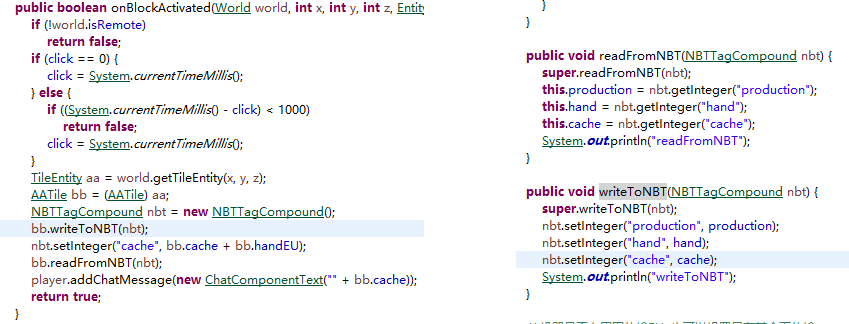 public boolean onBlockActivated(World world, int x, int y, int z, Entity
if (!world.isRemote)
return false;
if (click == 0) {
click = System.currentTimeMillis();
} else {
if ((System.currentTimeMillis() - click) < 1000)
return false;
click = System.currentTimeMillis();
}
TileEntity aa = world.getTileEntity(x, y, z);
AATile bb = (AATile) aa;
NBTTagCompound nbt = new NBTTagCompound();
bb.writeToNBT(nbt);
nbt.setInteger("cache", bb.cache + bb.handEU);
bb.readFromNBT(nbt);
player.addChatMessage(new ChatComponentText("" + bb.cache));
return true;
}
}
}
public void readFromNBT(NBTTagCompound nbt) {
super.readFromNBT(nbt);
this.production = nbt.getInteger("production");
this.hand = nbt.getInteger("hand");
this.cache = nbt.getInteger("cache");
System.out.println("readFromNBT");
}
public void writeToNBT(NBTTagCompound nbt) {
super.writeToNBT(nbt);
nbt.setInteger("production", production);
nbt.setInteger("hand", hand);
nbt.setInteger("cache", cache);
System.out.println("writeToNBT");
}